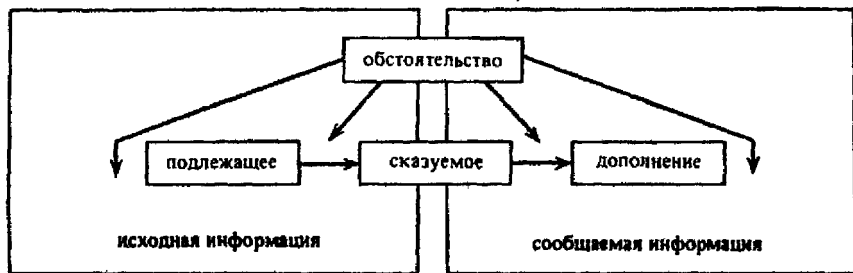 обстоятельство
подлежащее
сказуемое
дополнение
исходная информация
сообщаемая информация